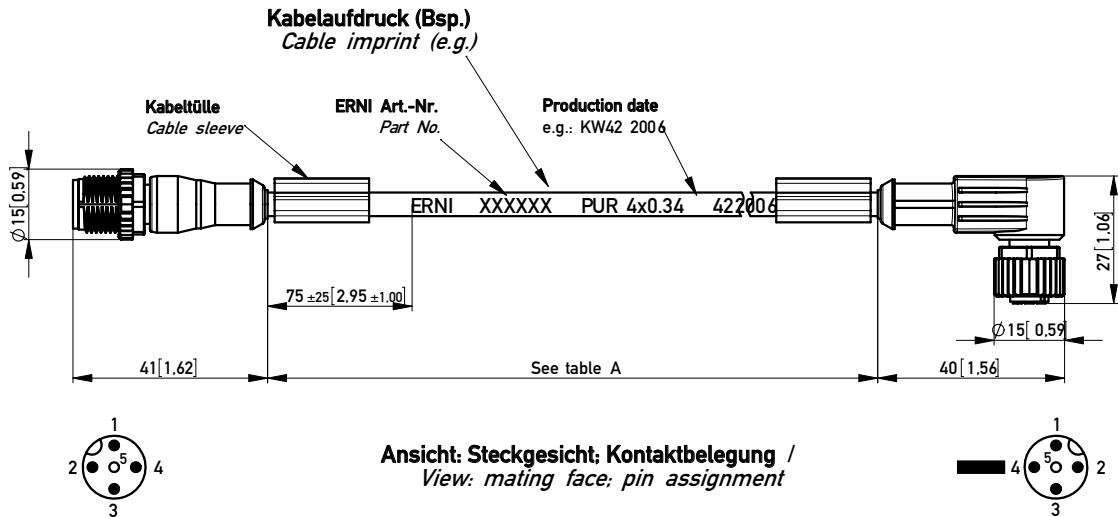 Kabelaufdruck (Bsp.)
Cable imprint (e.g.)
Kabeltülle
Cable sleeve
ERNI Art.-Nr.
Part No.
Production date
e.g.: KW42 2006
∅15[0,59]
ERNI XXXXXX PUR 4x0.34 422006
27[1.06]
75 ±25[2,95 ±1,00]
∅15[0,59]
41[1,62]
See table A
40[1,56]
1
2 5 4
3
Ansicht: Steckgesicht; Kontaktbelegung /
View: mating face; pin assignment
1
4 5 2
3